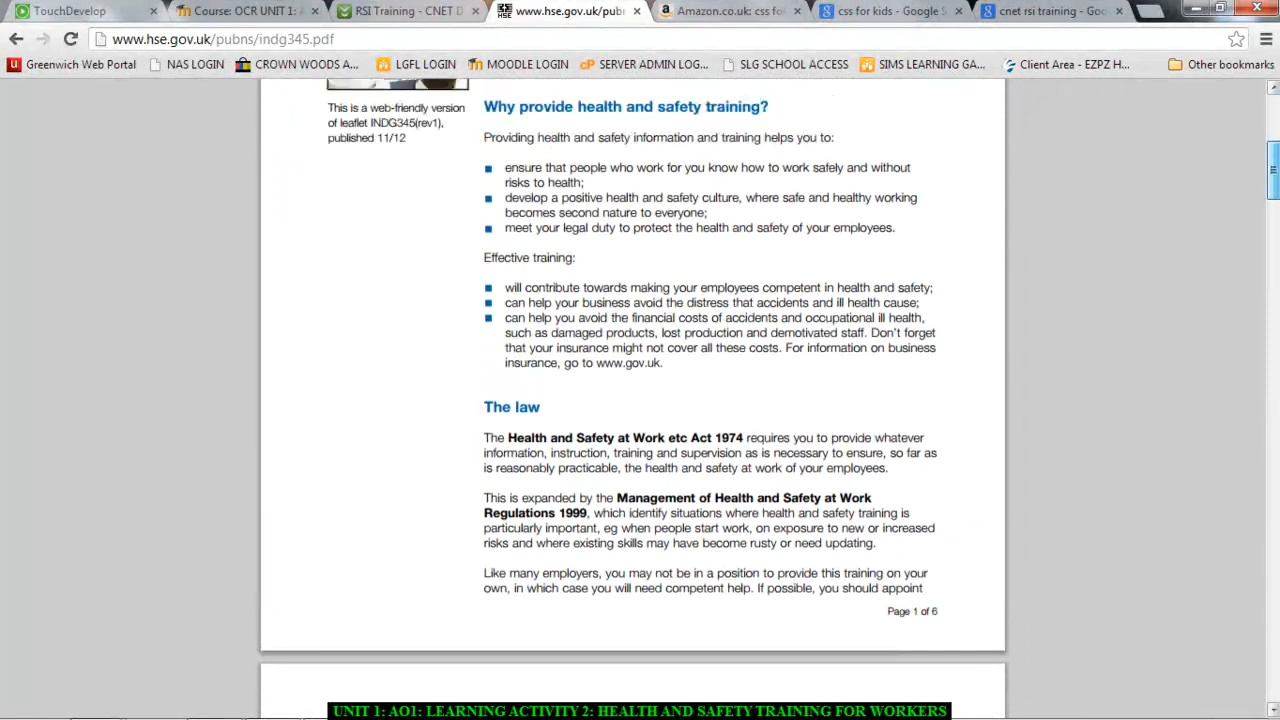 TouchDevelop
Course: OCR UNIT 1: A
RSI Training - CNET D
www.hse.gov.uk/pub
Amazon.co.uk: css fo
css for kids - Google S
cnet rsi training - Goo
www.hse.gov.uk/pubns/indg345.pdf
Greenwich Web Portal
NAS LOGIN
CROWN WOODS A...
LGFL LOGIN
MOODLE LOGIN
SERVER ADMIN LOG...
SLG SCHOOL ACCESS
SIMS LEARNING GA...
Client Area - EZPZ H...
Other bookmarks
This is a web-friendly version
of leaflet INDG345(rev1),
published 11/12
Why provide health and safety training?
Providing health and safety information and training helps you to:
ensure that people who work for you know how to work safely and without
risks to health;
develop a positive health and safety culture, where safe and healthy working
becomes second nature to everyone;
meet your legal duty to protect the health and safety of your employees.
Effective training:
will contribute towards making your employees competent in health and safety;
can help your business avoid the distress that accidents and ill health cause;
can help you avoid the financial costs of accidents and occupational ill health,
such as damaged products, lost production and demotivated staff. Don't forget
that your insurance might not cover all these costs. For information on business
insurance, go to www.gov.uk.
The law
The Health and Safety at Work etc Act 1974 requires you to provide whatever
information, instruction, training and supervision as is necessary to ensure, so far as
is reasonably practicable, the health and safety at work of your employees.
This is expanded by the Management of Health and Safety at Work
Regulations 1999, which identify situations where health and safety training is
particularly important, eg when people start work, on exposure to new or increased
risks and where existing skills may have become rusty or need updating.
Like many employers, you may not be in a position to provide this training on your
own, in which case you will need competent help. If possible, you should appoint
Page 1 of 6
UNIT 1: AO1: LEARNING ACTIVITY 2: HEALTH AND SAFETY TRAINING FOR WORKERS